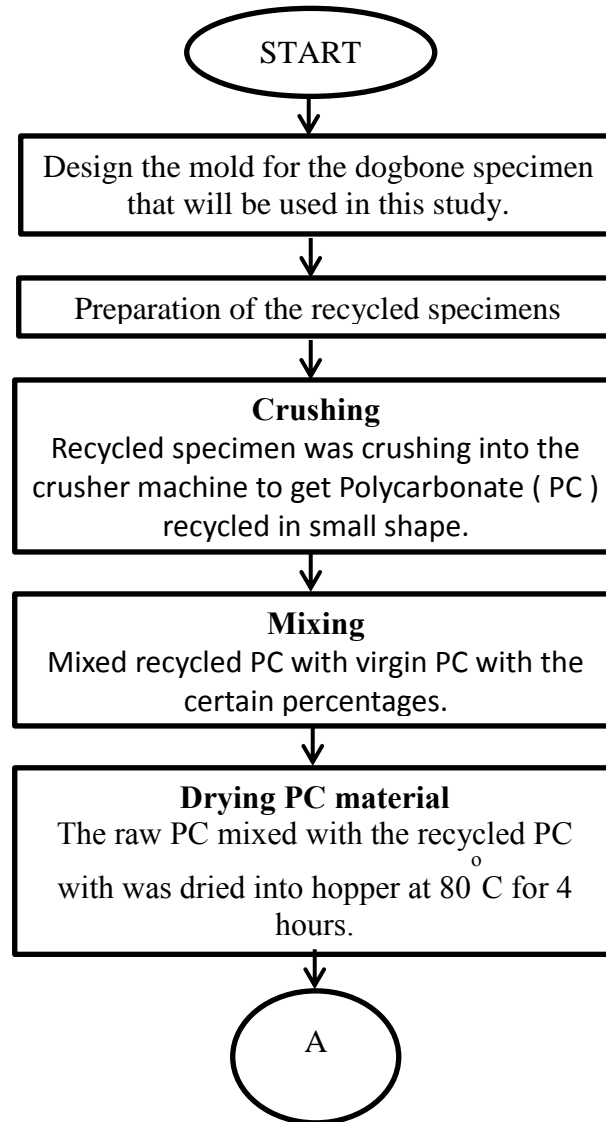 START
Design the mold for the dogbone specimen
that will be used in this study.
Preparation of the recycled specimens
Crushing
Recycled specimen was crushing into the
crusher machine to get Polycarbonate ( PC )
recycled in small shape.
Mixing
Mixed recycled PC with virgin PC with the
certain percentages.
Drying PC material
The raw PC mixed with the recycled PC
with was dried into hopper at 80°C for 4
hours.
A